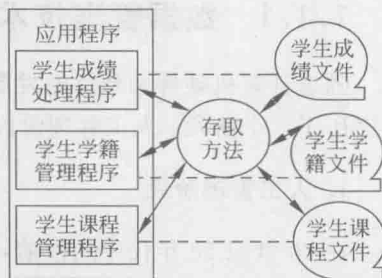 应用程序
学生成绩
处理程序
学生学籍
管理程序
学生课程
管理程序
存取
方法
学生成
绩文件
学生学
籍文件
学生课
程文件